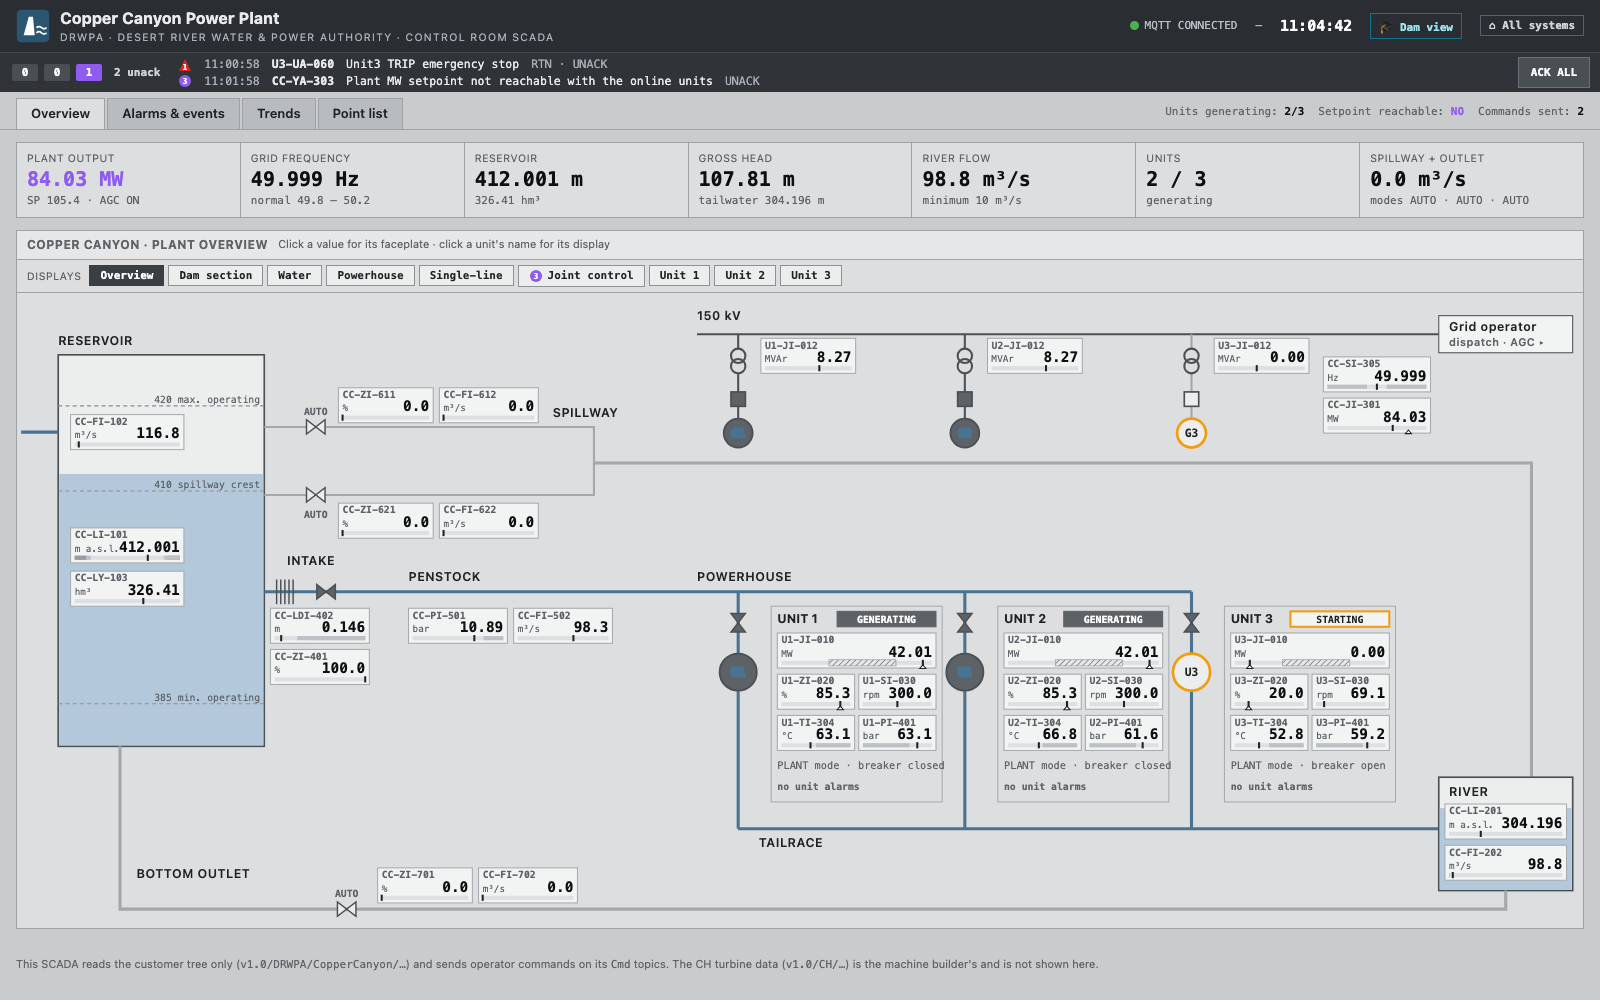 Copper Canyon Power Plant
DRWPA · DESERT RIVER WATER & POWER AUTHORITY · CONTROL ROOM SCADA
MQTT CONNECTED — 11:04:42 Dam view ⌂ All systems
0 0 1 2 unack
1 11:00:58 U3-UA-060 Unit3 TRIP emergency stop RTN · UNACK
3 11:01:58 CC-YA-303 Plant MW setpoint not reachable with the online units UNACK
ACK ALL
Overview Alarms & events Trends Point list
Units generating: 2/3 Setpoint reachable: NO Commands sent: 2
PLANT OUTPUT
84.03 MW
SP 105.4 · AGC ON
GRID FREQUENCY
49.999 Hz
normal 49.8 — 50.2
RESERVOIR
412.001 m
326.41 hm³
GROSS HEAD
107.81 m
tailwater 304.196 m
RIVER FLOW
98.8 m³/s
minimum 10 m³/s
UNITS
2 / 3
generating
SPILLWAY + OUTLET
0.0 m³/s
modes AUTO · AUTO · AUTO
COPPER CANYON · PLANT OVERVIEW Click a value for its faceplate · click a unit's name for its display
DISPLAYS Overview Dam section Water Powerhouse Single-line 3 Joint control Unit 1 Unit 2 Unit 3
RESERVOIR
420 max. operating
CC-FI-102
m³/s 116.8
410 spillway crest
CC-LI-101
m a.s.l. 412.001
CC-LY-103
hm³ 326.41
385 min. operating
AUTO
CC-ZI-611
% 0.0
CC-FI-612
m³/s 0.0
SPILLWAY
AUTO
CC-ZI-621
% 0.0
CC-FI-622
m³/s 0.0
INTAKE
CC-LDI-402
m 0.146
CC-ZI-401
% 100.0
PENSTOCK
CC-PI-501
bar 10.89
CC-FI-502
m³/s 98.3
150 kV
U1-JI-012
MVAr 8.27
U2-JI-012
MVAr 8.27
U3-JI-012
MVAr 0.00
G3
Grid operator
dispatch · AGC ▸
CC-SI-305
Hz 49.999
CC-JI-301
MW 84.03
POWERHOUSE
UNIT 1 GENERATING
U1-JI-010
MW 42.01
U1-ZI-020
% 85.3
U1-SI-030
rpm 300.0
U1-TI-304
°C 63.1
U1-PI-401
bar 63.1
PLANT mode · breaker closed
no unit alarms
UNIT 2 GENERATING
U2-JI-010
MW 42.01
U2-ZI-020
% 85.3
U2-SI-030
rpm 300.0
U2-TI-304
°C 66.8
U2-PI-401
bar 61.6
PLANT mode · breaker closed
no unit alarms
U3
UNIT 3 STARTING
U3-JI-010
MW 0.00
U3-ZI-020
% 20.0
U3-SI-030
rpm 69.1
U3-TI-304
°C 52.8
U3-PI-401
bar 59.2
PLANT mode · breaker open
no unit alarms
TAILRACE
RIVER
CC-LI-201
m a.s.l. 304.196
CC-FI-202
m³/s 98.8
BOTTOM OUTLET
AUTO
CC-ZI-701
% 0.0
CC-FI-702
m³/s 0.0
This SCADA reads the customer tree only (v1.0/DRWPA/CopperCanyon/…) and sends operator commands on its Cmd topics. The CH turbine data (v1.0/CH/…) is the machine builder's and is not shown here.